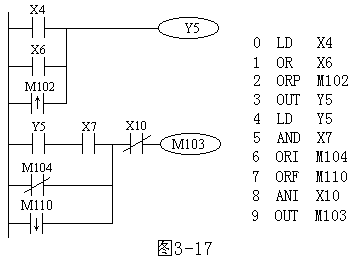 X4
Y5
X6
M102
Y5 X7 X10
M103
M104
M110
0 LD X4
1 OR X6
2 ORP M102
3 OUT Y5
4 LD Y5
5 AND X7
6 ORI M104
7 ORF M110
8 ANI X10
9 OUT M103
图3-17